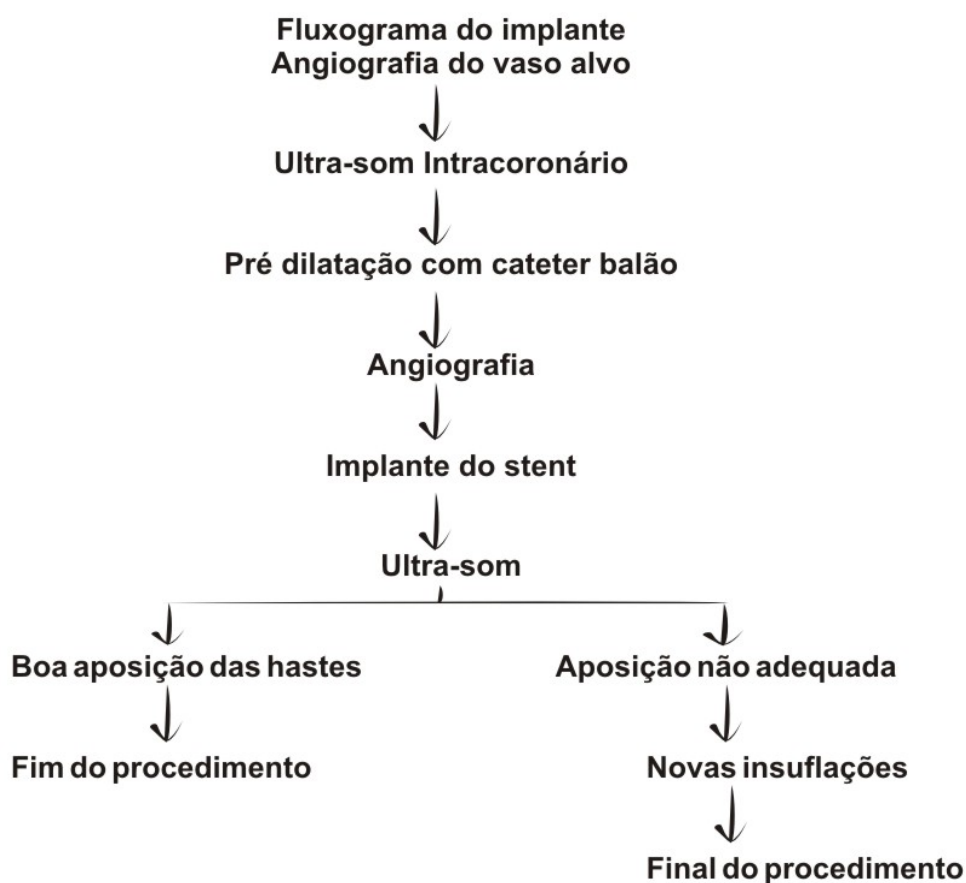 Fluxograma do implante
Angiografia do vaso alvo
Ultra-som Intracoronário
Pré dilatação com cateter balão
Angiografia
Implante do stent
Ultra-som
Boa aposição das hastes
Aposição não adequada
Fim do procedimento
Novas insuflações
Final do procedimento